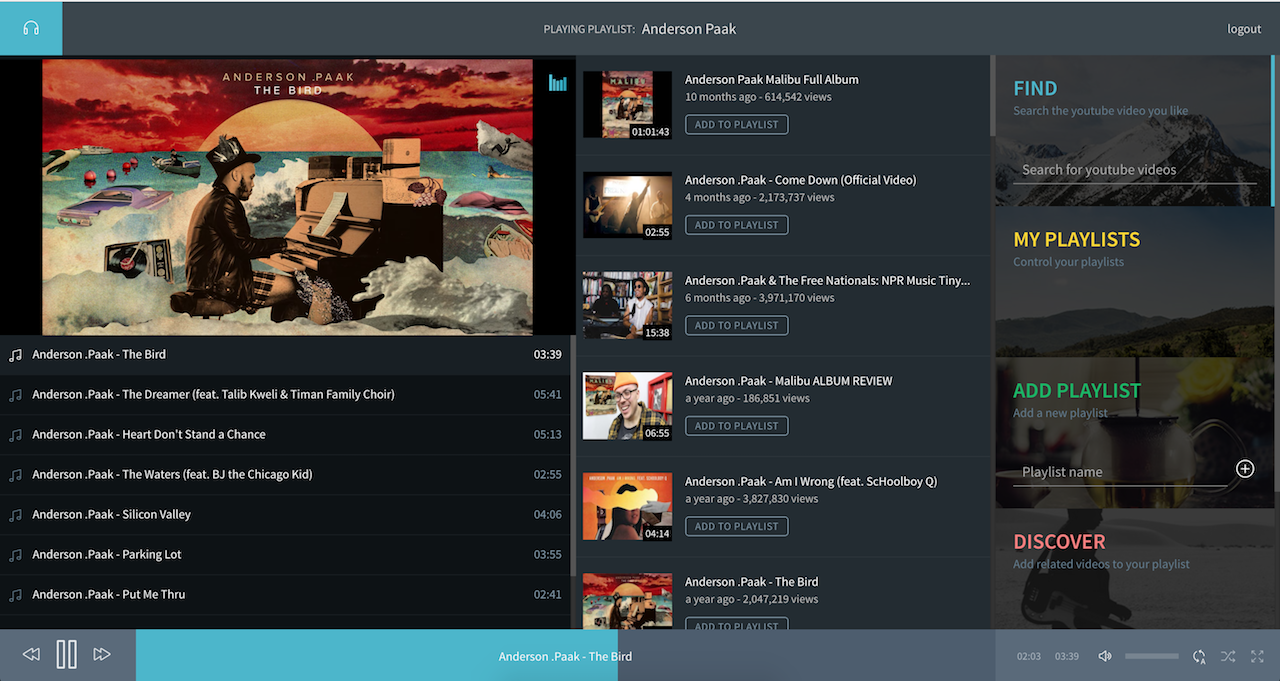 PLAYING PLAYLIST: Anderson Paak
logout
ANDERSON .PAAK
THE BIRD
Anderson .Paak - The Bird 03:39
Anderson .Paak - The Dreamer (feat. Talib Kweli & Timan Family Choir) 05:41
Anderson .Paak - Heart Don't Stand a Chance 05:13
Anderson .Paak - The Waters (feat. BJ the Chicago Kid) 02:55
Anderson .Paak - Silicon Valley 04:06
Anderson .Paak - Parking Lot 03:55
Anderson .Paak - Put Me Thru 02:41
MALIBU
01:01:43
Anderson Paak Malibu Full Album
10 months ago - 614,542 views
ADD TO PLAYLIST
02:55
Anderson .Paak - Come Down (Official Video)
4 months ago - 2,173,737 views
ADD TO PLAYLIST
15:38
Anderson .Paak & The Free Nationals: NPR Music Tiny...
6 months ago - 3,971,170 views
ADD TO PLAYLIST
06:55
Anderson .Paak - Malibu ALBUM REVIEW
a year ago - 186,851 views
ADD TO PLAYLIST
04:14
Anderson .Paak - Am I Wrong (feat. ScHoolboy Q)
a year ago - 3,827,830 views
ADD TO PLAYLIST
Anderson .Paak - The Bird
a year ago - 2,047,219 views
ADD TO PLAYLIST
FIND
Search the youtube video you like
Search for youtube videos
MY PLAYLISTS
Control your playlists
ADD PLAYLIST
Add a new playlist
Playlist name
DISCOVER
Add related videos to your playlist
Anderson .Paak - The Bird
02:03 03:39
A